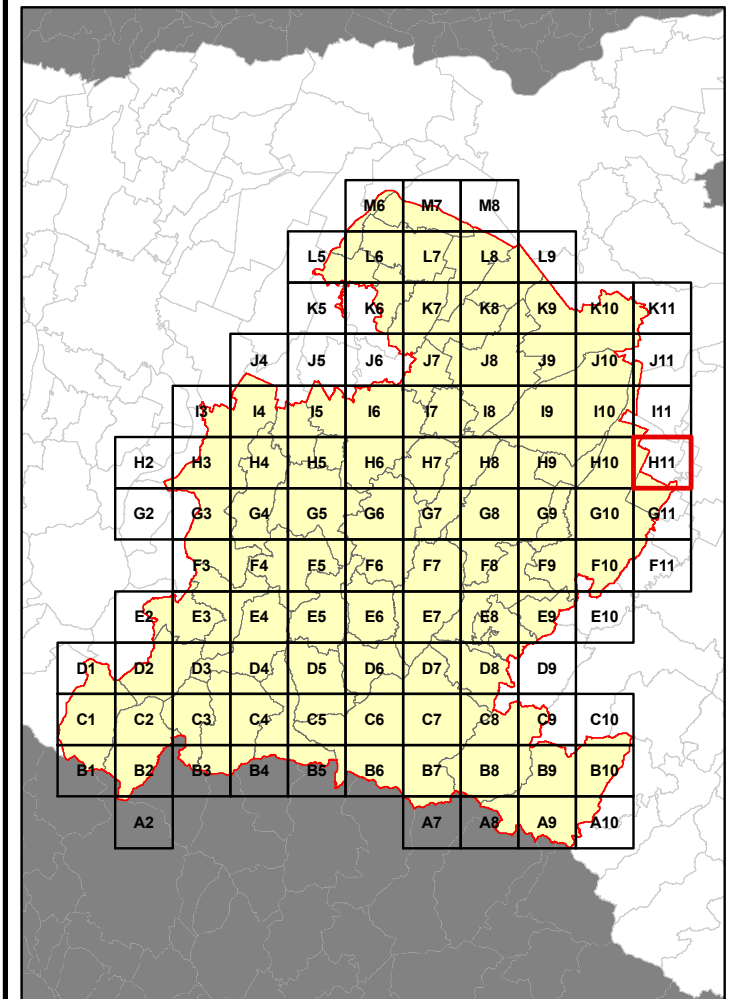 M6 M7 M8
L5 L6 L7 L8 L9
K5 K6 K7 K8 K9 K10 K11
J4 J5 J6 J7 J8 J9 J10 J11
I3 I4 I5 I6 I7 I8 I9 I10 I11
H2 H3 H4 H5 H6 H7 H8 H9 H10 H11
G2 G3 G4 G5 G6 G7 G8 G9 G10 G11
F3 F4 F5 F6 F7 F8 F9 F10 F11
E2 E3 E4 E5 E6 E7 E8 E9 E10
D1 D2 D3 D4 D5 D6 D7 D8 D9
C1 C2 C3 C4 C5 C6 C7 C8 C9 C10
B1 B2 B3 B4 B5 B6 B7 B8 B9 B10
A2 A7 A8 A9 A10